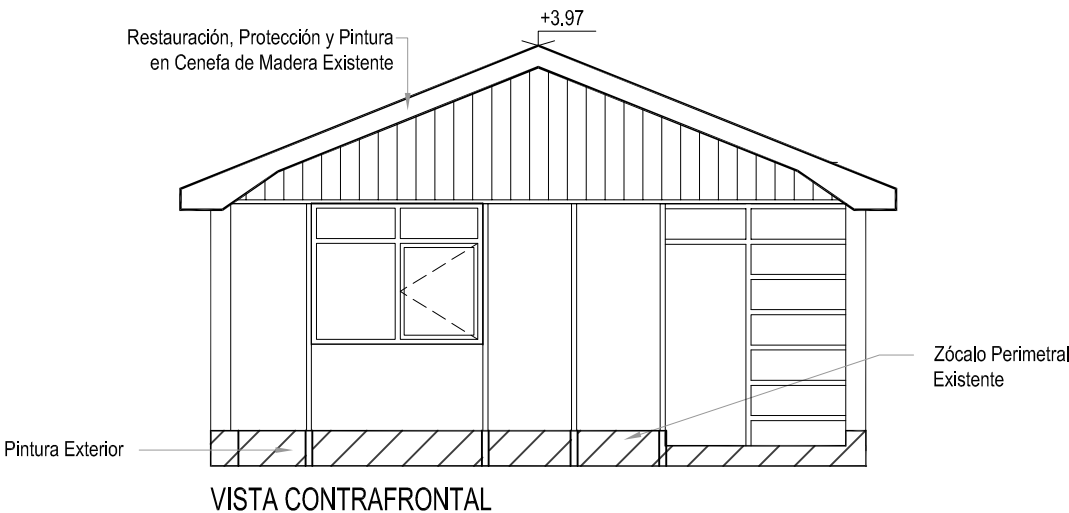 +3.97
Restauración, Protección y Pintura
en Cenefa de Madera Existente
Zócalo Perimetral
Existente
Pintura Exterior
VISTA CONTRAFRONTAL